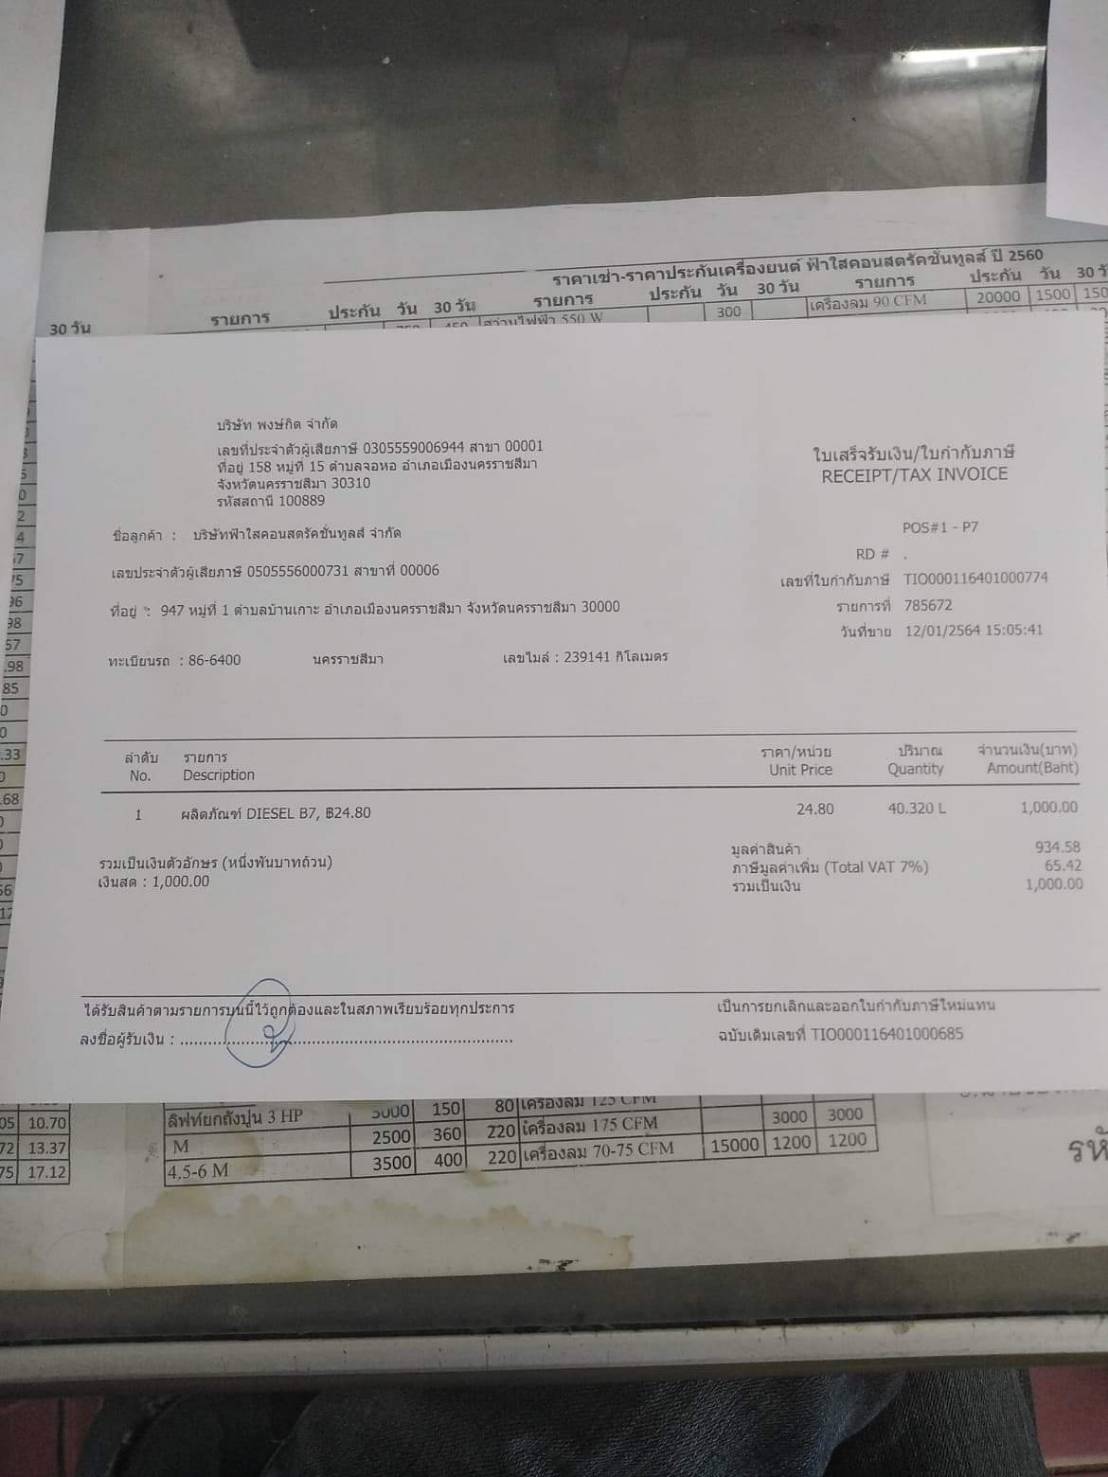 ราคาเช่า-ราคาประกันเครื่องยนต์ ฟ้าใสคอนสตรัคชั่นทูลส์ ปี 2560
30 วัน รายการ ประกัน วัน 30 วัน รายการ ประกัน วัน 30 วัน รายการ ประกัน วัน 30
สว่านไฟฟ้า 550 W 300 เครื่องลม 90 CFM 20000 1500 150
บริษัท พงษ์กิต จำกัด
เลขที่ประจำตัวผู้เสียภาษี 0305559006944 สาขา 00001
ที่อยู่ 158 หมู่ที่ 15 ตำบลจอหอ อำเภอเมืองนครราชสีมา
จังหวัดนครราชสีมา 30310
รหัสสถานี 100889
ใบเสร็จรับเงิน/ใบกำกับภาษี
RECEIPT/TAX INVOICE
ชื่อลูกค้า : บริษัทฟ้าใสคอนสตรัคชั่นทูลส์ จำกัด
เลขประจำตัวผู้เสียภาษี 0505556000731 สาขาที่ 00006
ที่อยู่ : 947 หมู่ที่ 1 ตำบลบ้านเกาะ อำเภอเมืองนครราชสีมา จังหวัดนครราชสีมา 30000
POS#1 - P7
RD # .
เลขที่ใบกำกับภาษี TIO000116401000774
รายการที่ 785672
วันที่ขาย 12/01/2564 15:05:41
ทะเบียนรถ : 86-6400 นครราชสีมา เลขไมล์ : 239141 กิโลเมตร
ลำดับ รายการ ราคา/หน่วย ปริมาณ จำนวนเงิน(บาท)
No. Description Unit Price Quantity Amount(Baht)
1 ผลิตภัณฑ์ DIESEL B7, ฿24.80 24.80 40.320 L 1,000.00
รวมเป็นเงินตัวอักษร (หนึ่งพันบาทถ้วน)
เงินสด : 1,000.00
มูลค่าสินค้า 934.58
ภาษีมูลค่าเพิ่ม (Total VAT 7%) 65.42
รวมเป็นเงิน 1,000.00
ได้รับสินค้าตามรายการบนนี้ไว้ถูกต้องและในสภาพเรียบร้อยทุกประการ
ลงชื่อผู้รับเงิน :
เป็นการยกเลิกและออกใบกำกับภาษีใหม่แทน
ฉบับเดิมเลขที่ TIO000116401000685
05 10.70 ลิฟท์ยกถังปูน 3 HP 5000 150 80 เครื่องลม 125 CFM
72 13.37 M 2500 360 220 เครื่องลม 175 CFM 3000 3000
75 17.12 4,5-6 M 3500 400 220 เครื่องลม 70-75 CFM 15000 1200 1200